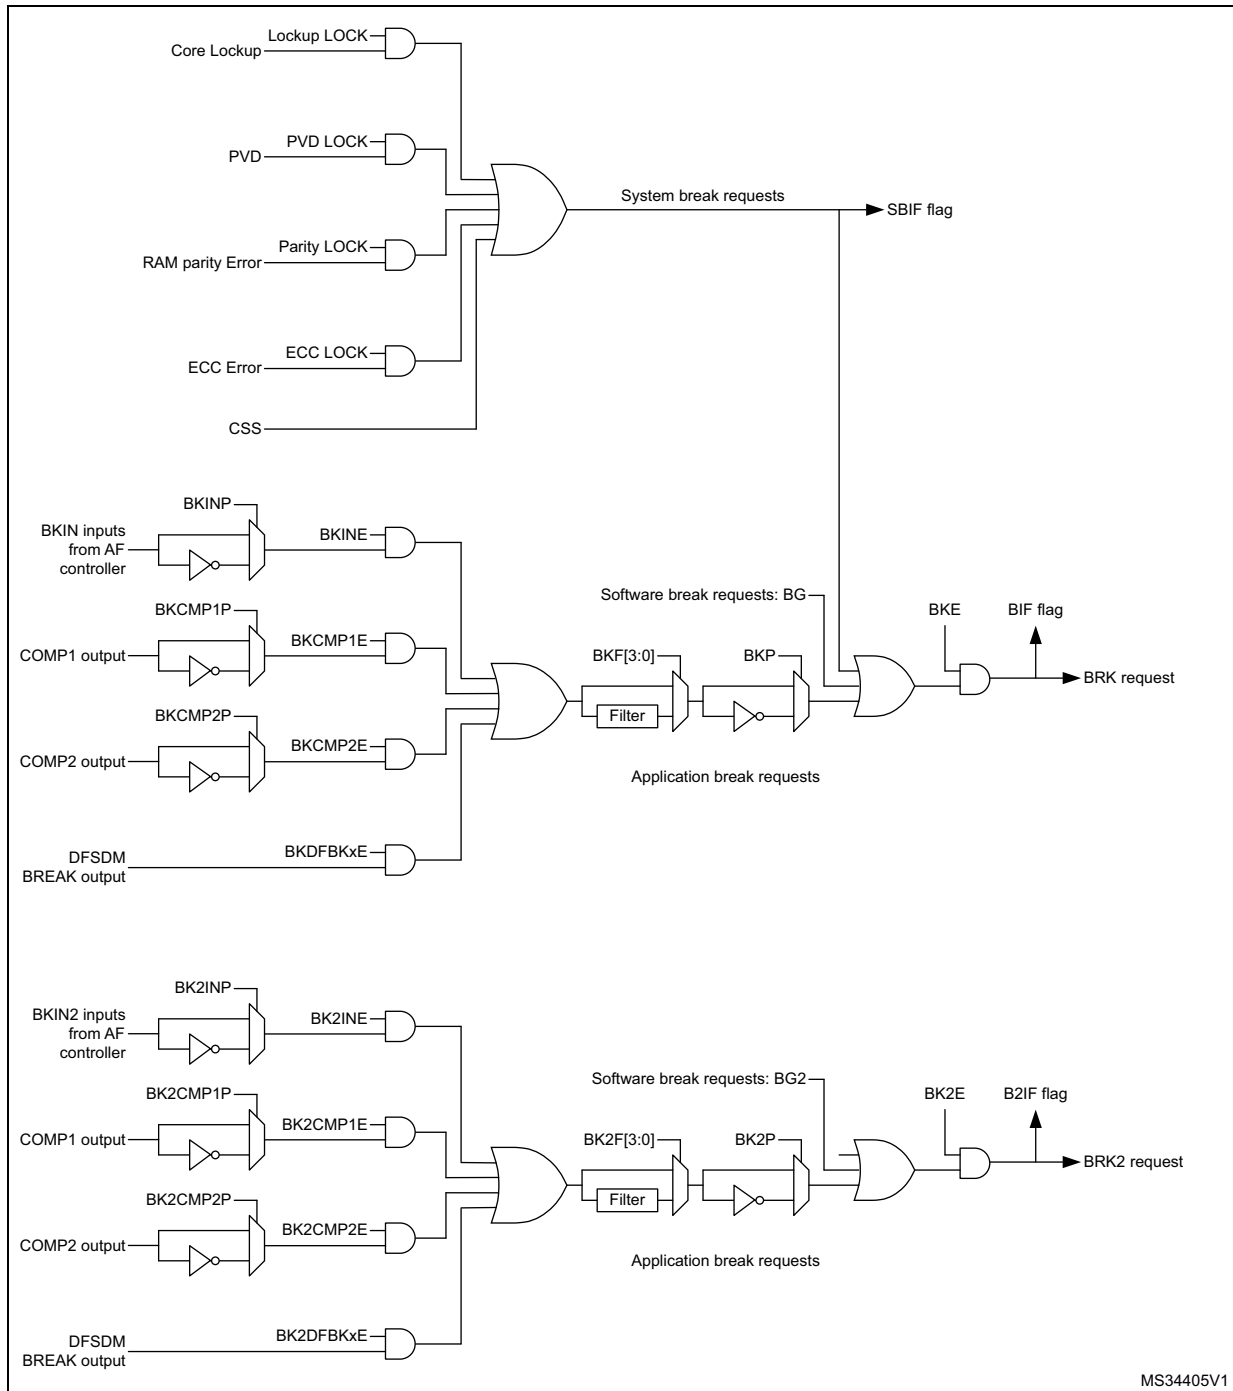 Lockup LOCK
Core Lockup
PVD LOCK
PVD
System break requests
SBIF flag
Parity LOCK
RAM parity Error
ECC LOCK
ECC Error
CSS
BKINP
BKIN inputs
from AF
controller
BKINE
BKCMP1P
COMP1 output
BKCMP1E
BKCMP2P
COMP2 output
BKCMP2E
DFSDM
BREAK output
BKDFBKxE
Software break requests: BG
BKF[3:0]
Filter
BKP
BKE
BIF flag
BRK request
Application break requests
BK2INP
BKIN2 inputs
from AF
controller
BK2INE
BK2CMP1P
COMP1 output
BK2CMP1E
BK2CMP2P
COMP2 output
BK2CMP2E
DFSDM
BREAK output
BK2DFBKxE
Software break requests: BG2
BK2F[3:0]
Filter
BK2P
BK2E
B2IF flag
BRK2 request
Application break requests
MS34405V1